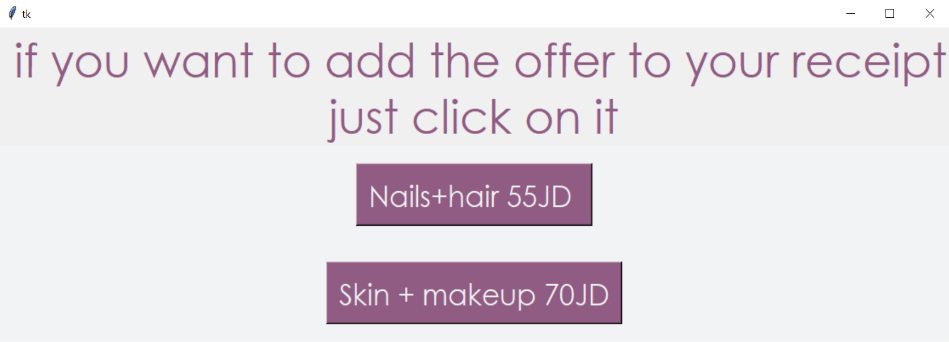 tk
if you want to add the offer to your receipt
just click on it
Nails+hair 55JD
Skin + makeup 70JD